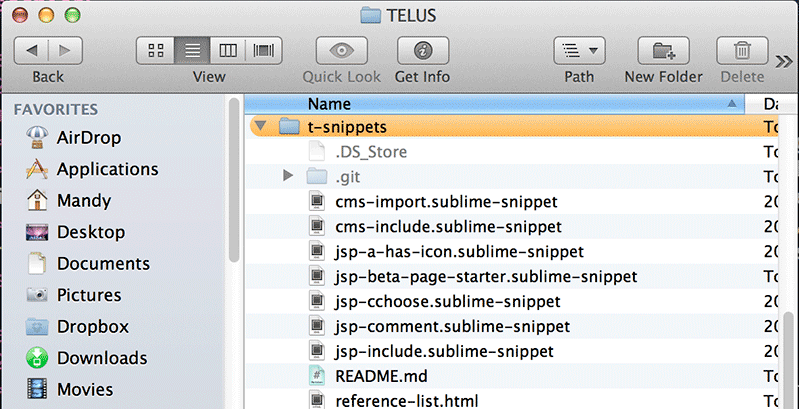 TELUS
Back
View
Quick Look
Get Info
Path
New Folder
Delete
FAVORITES
AirDrop
Applications
Mandy
Desktop
Documents
Pictures
Dropbox
Downloads
Movies
Name Da
t-snippets To
.DS_Store To
.git To
cms-import.sublime-snippet 20
cms-include.sublime-snippet 20
jsp-a-has-icon.sublime-snippet 20
jsp-beta-page-starter.sublime-snippet To
jsp-cchoose.sublime-snippet 20
jsp-comment.sublime-snippet 20
jsp-include.sublime-snippet 20
README.md To
reference-list.html To